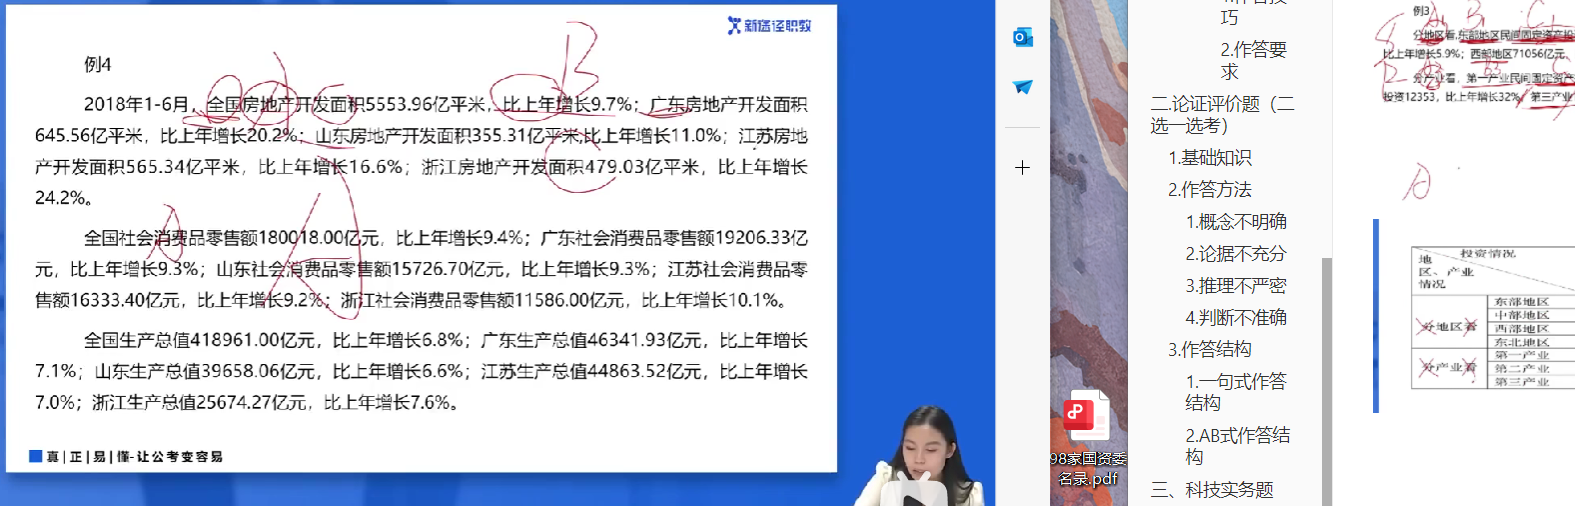 新途径职教
例4
2018年1-6月，全国房地产开发面积5553.96亿平米，比上年增长9.7%；广东房地产开发面积
645.56亿平米，比上年增长20.2%；山东房地产开发面积355.31亿平米,比上年增长11.0%；江苏房地
产开发面积565.34亿平米，比上年增长16.6%；浙江房地产开发面积479.03亿平米，比上年增长
24.2%。
全国社会消费品零售额180018.00亿元，比上年增长9.4%；广东社会消费品零售额19206.33亿
元，比上年增长9.3%；山东社会消费品零售额15726.70亿元，比上年增长9.3%；江苏社会消费品零
售额16333.40亿元，比上年增长9.2%；浙江社会消费品零售额11586.00亿元，比上年增长10.1%。
全国生产总值418961.00亿元，比上年增长6.8%；广东生产总值46341.93亿元，比上年增长
7.1%；山东生产总值39658.06亿元，比上年增长6.6%；江苏生产总值44863.52亿元，比上年增长
7.0%；浙江生产总值25674.27亿元，比上年增长7.6%。
真|正|易|懂-让公考变容易
B
C
A
98家国资委
名录.pdf
巧
2.作答要
求
二.论证评价题（二
选一选考）
1.基础知识
2.作答方法
1.概念不明确
2.论据不充分
3.推理不严密
4.判断不准确
3.作答结构
1.一句式作答
结构
2.AB式作答结
构
三、科技实务题
例3
分地区看,东部地区民间固定资产投
比上年增长5.9%；西部地区71056亿元
分产业看，第一产业民间固定资产
投资12353，比上年增长32%，第三产业
投资情况
地
区、产业
情况
分地区看
东部地区
中部地区
西部地区
东北地区
分产业看
第一产业
第二产业
第三产业